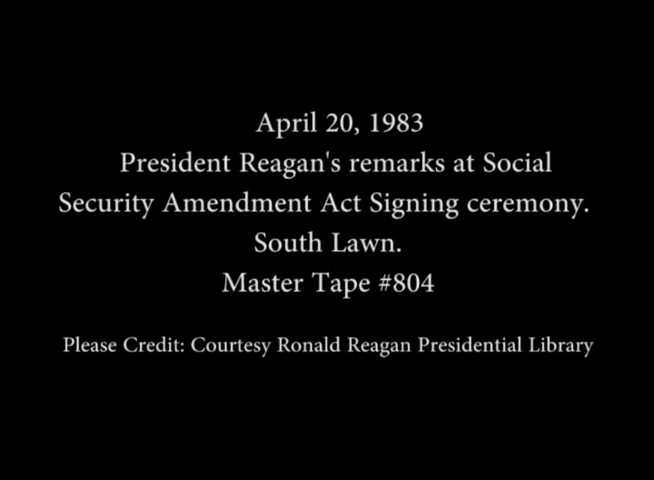 April 20, 1983
President Reagan's remarks at Social
Security Amendment Act Signing ceremony.
South Lawn.
Master Tape #804
Please Credit: Courtesy Ronald Reagan Presidential Library